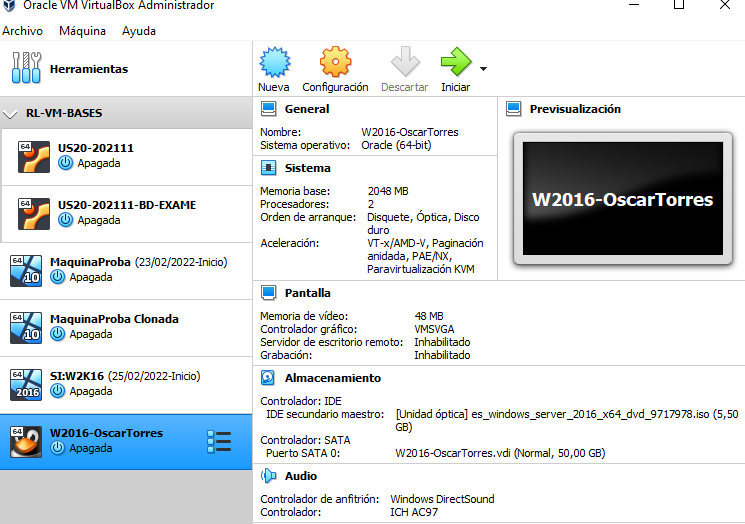 Oracle VM VirtualBox Administrador
Archivo Máquina Ayuda
Herramientas
Nueva Configuración Descartar Iniciar
RL-VM-BASES
64
US20-202111
Apagada
64
US20-202111-BD-EXAME
Apagada
64
10
MaquinaProba (23/02/2022-Inicio)
Apagada
64
10
MaquinaProba Clonada
Apagada
64
2016
SI:W2K16 (25/02/2022-Inicio)
Apagada
64
W2016-OscarTorres
Apagada
General
Nombre: W2016-OscarTorres
Sistema operativo: Oracle (64-bit)
Previsualización
W2016-OscarTorres
Sistema
Memoria base: 2048 MB
Procesadores: 2
Orden de arranque: Disquete, Óptica, Disco
duro
Aceleración: VT-x/AMD-V, Paginación
anidada, PAE/NX,
Paravirtualización KVM
Pantalla
Memoria de vídeo: 48 MB
Controlador gráfico: VMSVGA
Servidor de escritorio remoto: Inhabilitado
Grabación: Inhabilitado
Almacenamiento
Controlador: IDE
IDE secundario maestro: [Unidad óptica] es_windows_server_2016_x64_dvd_9717978.iso (5,50
GB)
Controlador: SATA
Puerto SATA 0: W2016-OscarTorres.vdi (Normal, 50,00 GB)
Audio
Controlador de anfitrión: Windows DirectSound
Controlador: ICH AC97